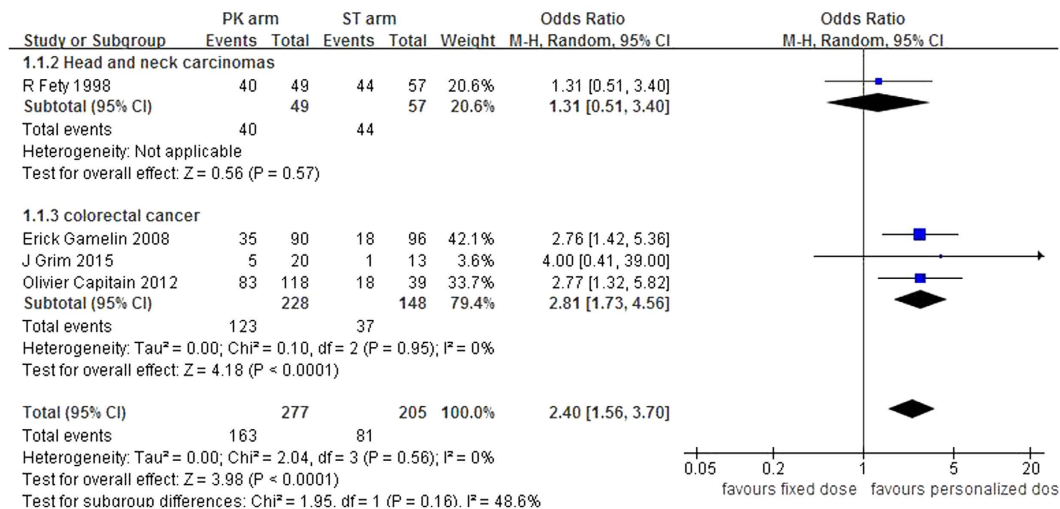 PK arm ST arm Odds Ratio Odds Ratio
Study or Subgroup Events Total Events Total Weight M-H, Random, 95% CI M-H, Random, 95% CI
1.1.2 Head and neck carcinomas
R Fety 1998 40 49 44 57 20.6% 1.31 [0.51, 3.40]
Subtotal (95% CI) 49 57 20.6% 1.31 [0.51, 3.40]
Total events 40 44
Heterogeneity: Not applicable
Test for overall effect: Z = 0.56 (P = 0.57)
1.1.3 colorectal cancer
Erick Gamelin 2008 35 90 18 96 42.1% 2.76 [1.42, 5.36]
J Grim 2015 5 20 1 13 3.6% 4.00 [0.41, 39.00]
Olivier Capitain 2012 83 118 18 39 33.7% 2.77 [1.32, 5.82]
Subtotal (95% CI) 228 148 79.4% 2.81 [1.73, 4.56]
Total events 123 37
Heterogeneity: Tau² = 0.00; Chi² = 0.10, df = 2 (P = 0.95); I² = 0%
Test for overall effect: Z = 4.18 (P < 0.0001)
Total (95% CI) 277 205 100.0% 2.40 [1.56, 3.70]
Total events 163 81
Heterogeneity: Tau² = 0.00; Chi² = 2.04, df = 3 (P = 0.56); I² = 0%
Test for overall effect: Z = 3.98 (P < 0.0001)
Test for subgroup differences: Chi² = 1.95, df = 1 (P = 0.16), I² = 48.6%
0.05 0.2 1 5 20
favours fixed dose favours personalized dos